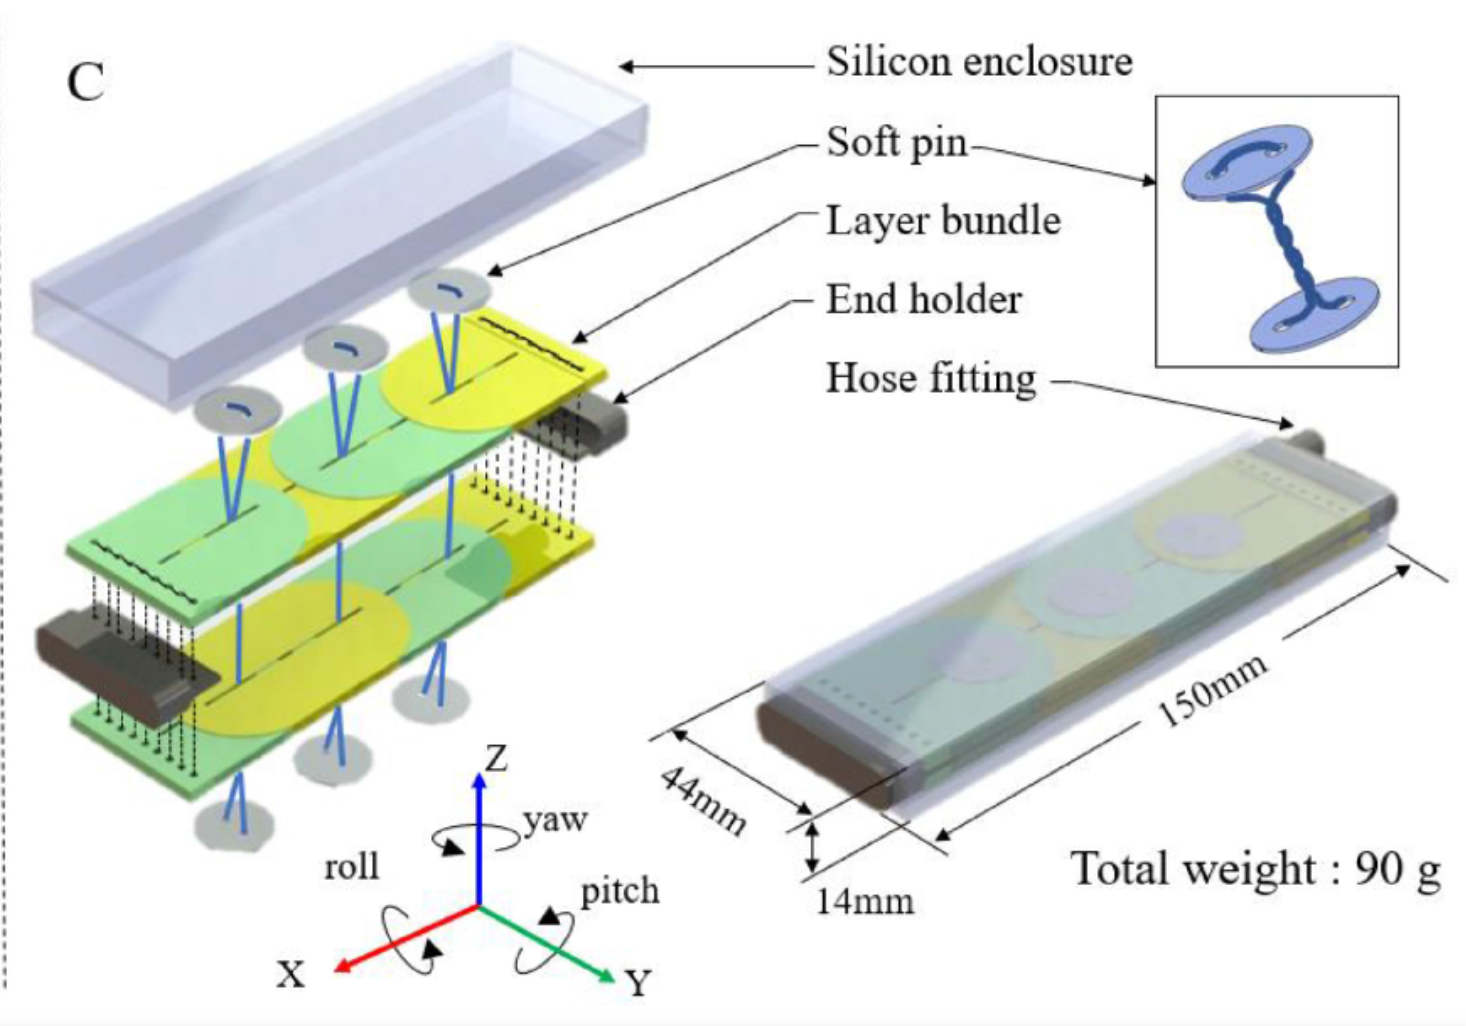 C
Silicon enclosure
Soft pin
Layer bundle
End holder
Hose fitting
150mm
44mm
14mm
Total weight : 90 g
Z
yaw
roll
pitch
X
Y